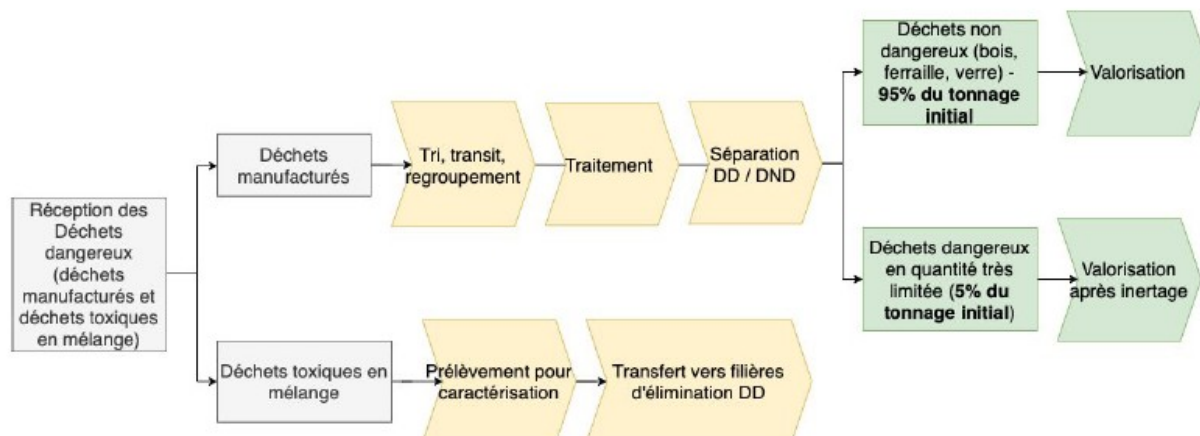 Réception des
Déchets
dangereux
(déchets
manufacturés et
déchets toxiques
en mélange)
Déchets
manufacturés
Tri, transit,
regroupement
Traitement
Séparation
DD / DND
Déchets non
dangereux (bois,
ferraille, verre) -
95% du tonnage
initial
Valorisation
Déchets dangereux
en quantité très
limitée (5% du
tonnage initial)
Valorisation
après inertage
Déchets toxiques en
mélange
Prélèvement pour
caractérisation
Transfert vers filières
d'élimination DD